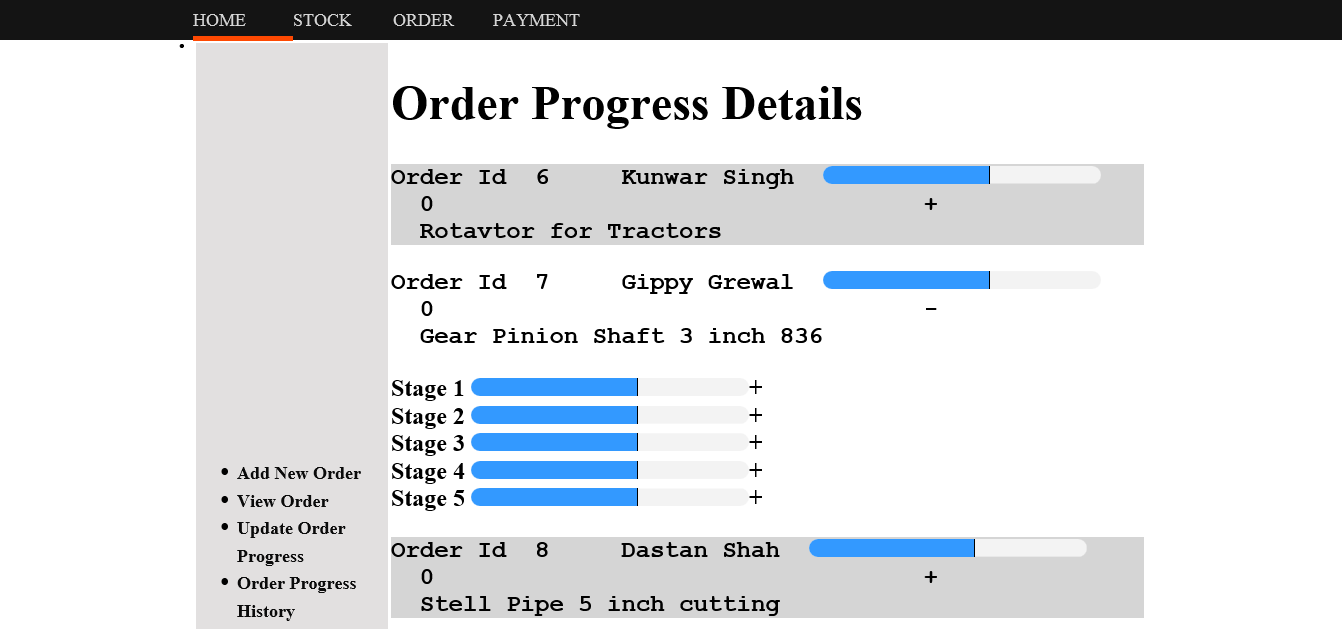 HOME STOCK ORDER PAYMENT
Order Progress Details
Order Id 6 Kunwar Singh
0 +
Rotavtor for Tractors
Order Id 7 Gippy Grewal
0 -
Gear Pinion Shaft 3 inch 836
Stage 1 +
Stage 2 +
Stage 3 +
Stage 4 +
Stage 5 +
Order Id 8 Dastan Shah
0 +
Stell Pipe 5 inch cutting
• Add New Order
• View Order
• Update Order
Progress
• Order Progress
History